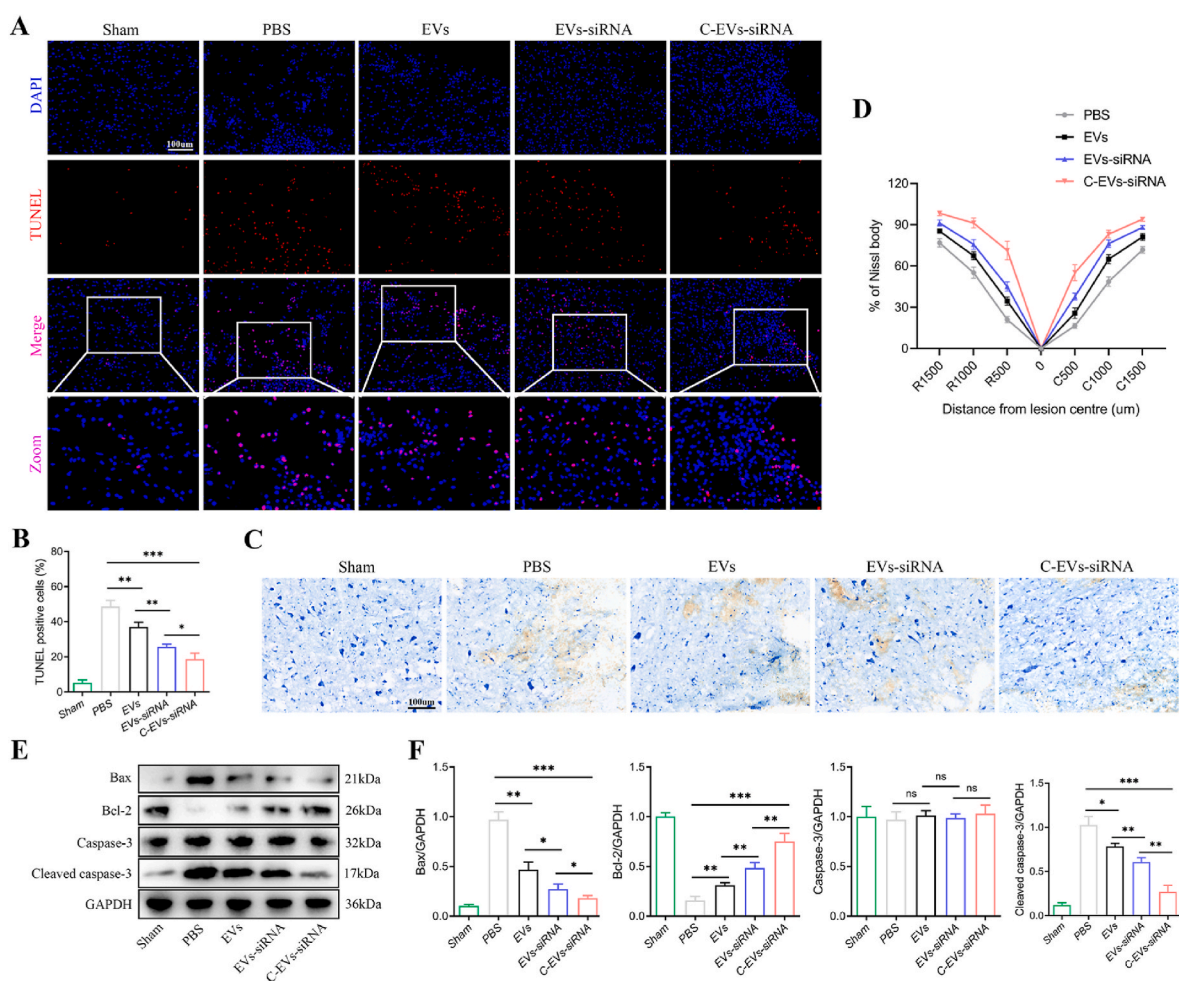 A
Sham PBS EVs EVs-siRNA C-EVs-siRNA
DAPI
100um
TUNEL
Merge
Zoom
D
PBS
EVs
EVs-siRNA
C-EVs-siRNA
% of Nissl body
120
90
60
30
0
R1500 R1000 R500 0 C500 C1000 C1500
Distance from lesion centre (um)
B
TUNEL positive cells (%)
80
60
40
20
0
***
**
**
*
Sham PBS EVs EVs-siRNA C-EVs-siRNA
C
Sham PBS EVs EVs-siRNA C-EVs-siRNA
100um
E
Bax 21kDa
Bcl-2 26kDa
Caspase-3 32kDa
Cleaved caspase-3 17kDa
GAPDH 36kDa
Sham PBS EVs EVs-siRNA C-EVs-siRNA
F
Bax/GAPDH
1.5
1.0
0.5
0.0
***
**
*
*
Sham PBS EVs EVs-siRNA C-EVs-siRNA
Bcl-2/GAPDH
1.5
1.0
0.5
0.0
***
**
**
**
Sham PBS EVs EVs-siRNA C-EVs-siRNA
Caspase-3/GAPDH
1.5
1.0
0.5
0.0
ns
ns
ns
Sham PBS EVs EVs-siRNA C-EVs-siRNA
Cleaved caspase-3/GAPDH
1.5
1.0
0.5
0.0
***
*
**
**
Sham PBS EVs EVs-siRNA C-EVs-siRNA